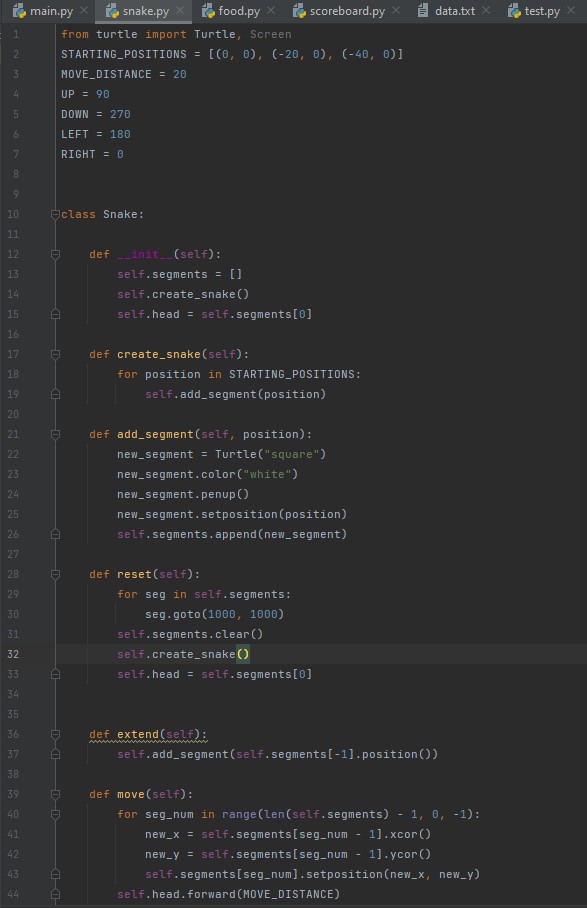 main.py snake.py food.py scoreboard.py data.txt test.py
1 from turtle import Turtle, Screen
2 STARTING_POSITIONS = [(0, 0), (-20, 0), (-40, 0)]
3 MOVE_DISTANCE = 20
4 UP = 90
5 DOWN = 270
6 LEFT = 180
7 RIGHT = 0
8
9
10 class Snake:
11
12     def __init__(self):
13         self.segments = []
14         self.create_snake()
15         self.head = self.segments[0]
16
17     def create_snake(self):
18         for position in STARTING_POSITIONS:
19             self.add_segment(position)
20
21     def add_segment(self, position):
22         new_segment = Turtle("square")
23         new_segment.color("white")
24         new_segment.penup()
25         new_segment.setposition(position)
26         self.segments.append(new_segment)
27
28     def reset(self):
29         for seg in self.segments:
30             seg.goto(1000, 1000)
31         self.segments.clear()
32         self.create_snake()
33         self.head = self.segments[0]
34
35
36     def extend(self):
37         self.add_segment(self.segments[-1].position())
38
39     def move(self):
40         for seg_num in range(len(self.segments) - 1, 0, -1):
41             new_x = self.segments[seg_num - 1].xcor()
42             new_y = self.segments[seg_num - 1].ycor()
43             self.segments[seg_num].setposition(new_x, new_y)
44         self.head.forward(MOVE_DISTANCE)